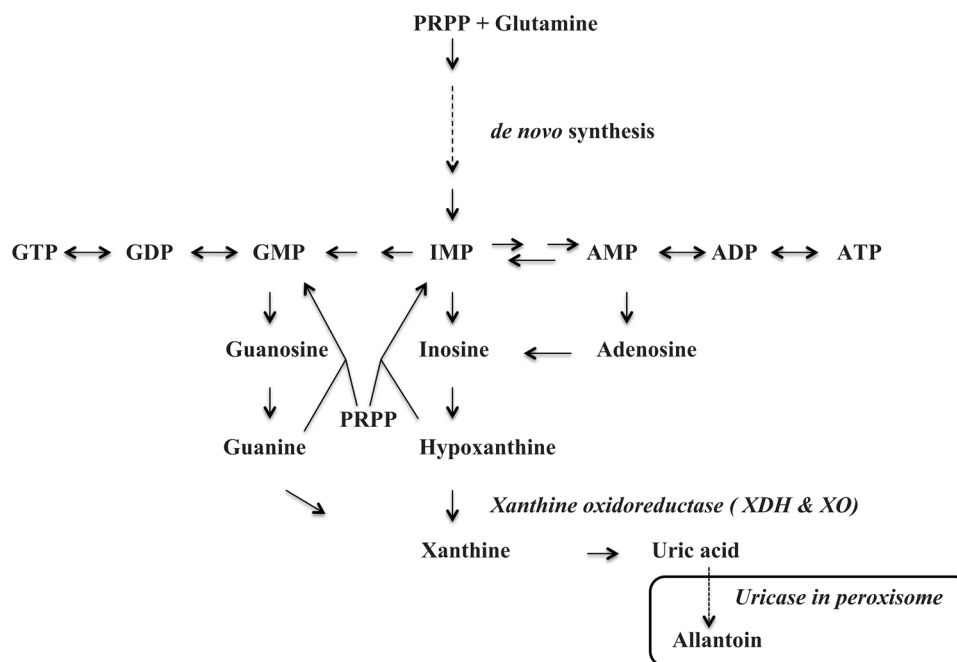 PRPP + Glutamine
de novo synthesis
GTP GDP GMP IMP AMP ADP ATP
Guanosine Inosine Adenosine
PRPP
Guanine Hypoxanthine
Xanthine oxidoreductase ( XDH & XO)
Xanthine Uric acid
Uricase in peroxisome
Allantoin